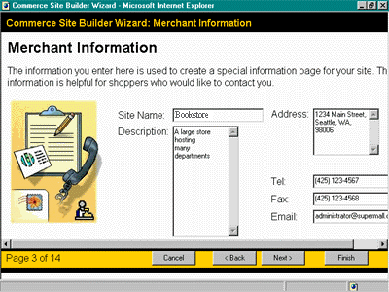 Commerce Site Builder Wizard - Microsoft Internet Explorer
Commerce Site Builder Wizard: Merchant Information
Merchant Information
The information you enter here is used to create a special information page for your site. Th
information is helpful for shoppers who would like to contact you.
Site Name: Bookstore
Description: A large store
hosting
many
departments
Address: 1234 Nain Street,
Seattle, WA,
98006
Tel: (425) 123-4567
Fax: (425) 123-4568
Email: administrator@supermall.c
Page 3 of 14
Cancel
<Back
Next>
Finish